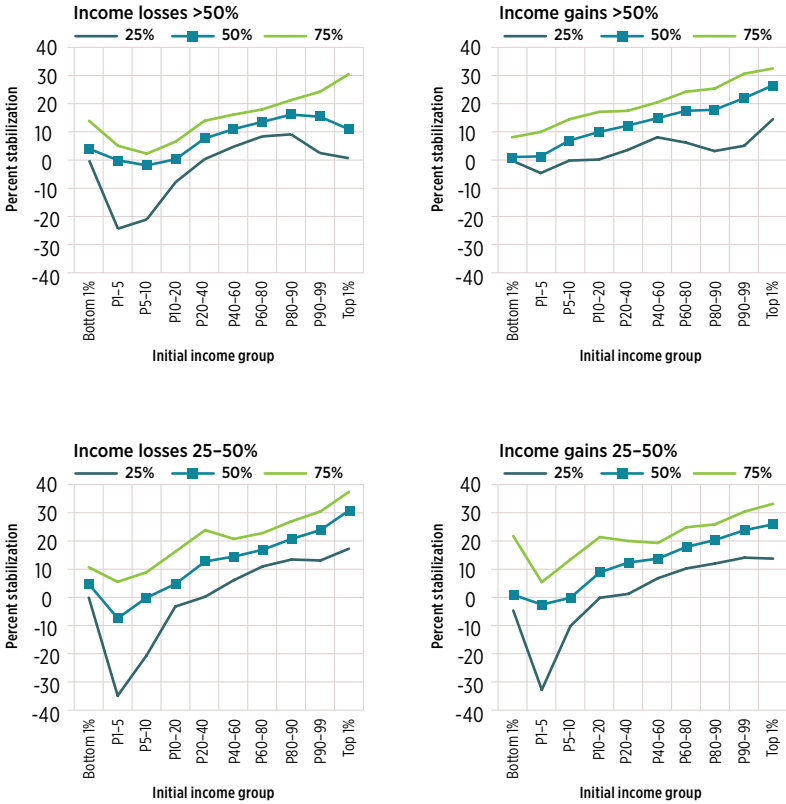 Income losses >50%
25% 50% 75%
Percent stabilization
40
30
20
10
0
-10
-20
-30
-40
Bottom 1%
P1–5
P5–10
P10–20
P20–40
P40–60
P60–80
P80–90
P90–99
Top 1%
Initial income group
Income gains >50%
25% 50% 75%
Percent stabilization
40
30
20
10
0
-10
-20
-30
-40
Bottom 1%
P1–5
P5–10
P10–20
P20–40
P40–60
P60–80
P80–90
P90–99
Top 1%
Initial income group
Income losses 25–50%
25% 50% 75%
Percent stabilization
40
30
20
10
0
-10
-20
-30
-40
Bottom 1%
P1–5
P5–10
P10–20
P20–40
P40–60
P60–80
P80–90
P90–99
Top 1%
Initial income group
Income gains 25–50%
25% 50% 75%
Percent stabilization
40
30
20
10
0
-10
-20
-30
-40
Bottom 1%
P1–5
P5–10
P10–20
P20–40
P40–60
P60–80
P80–90
P90–99
Top 1%
Initial income group